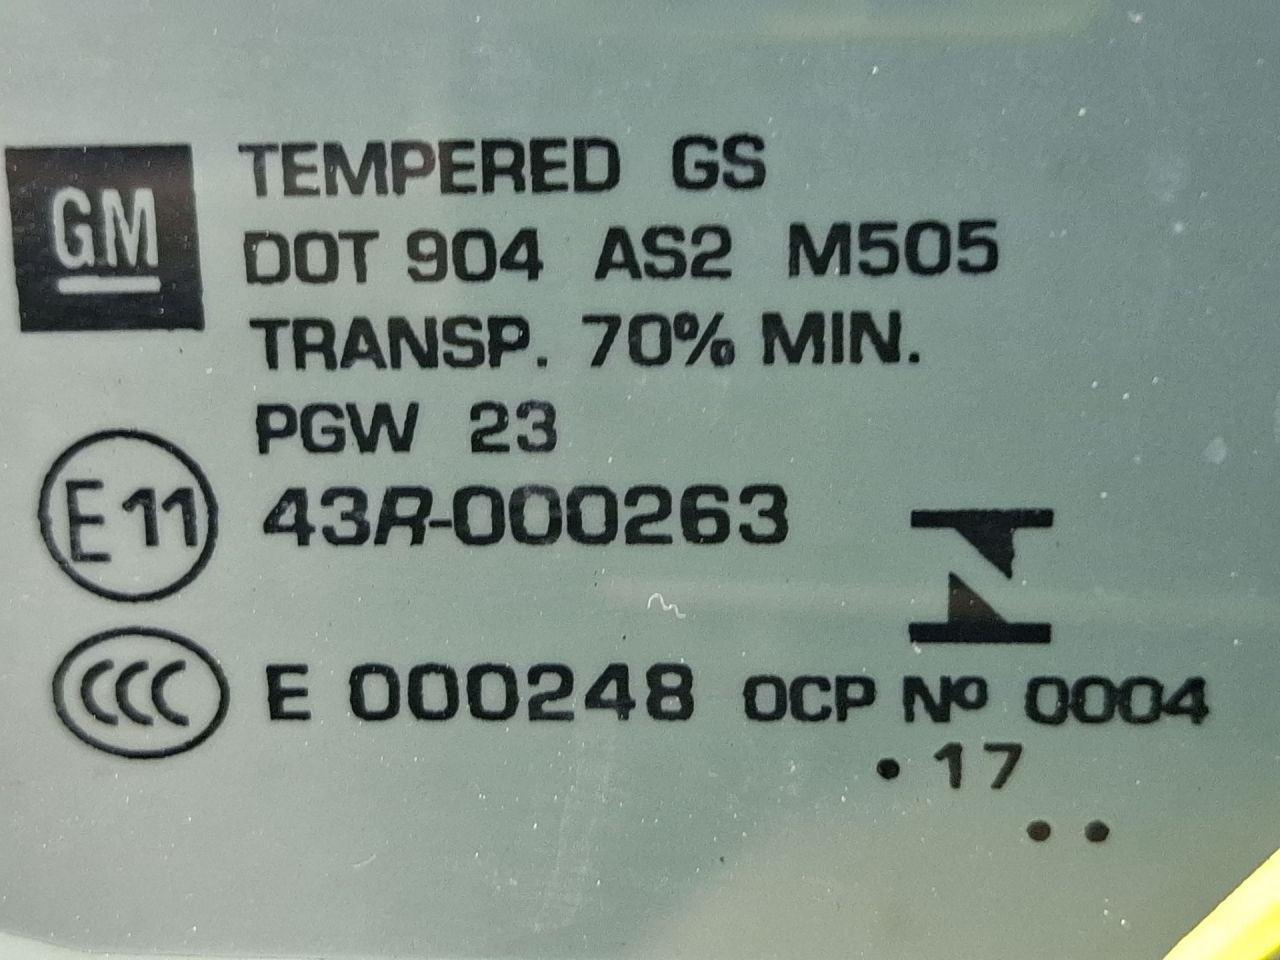 GM
TEMPERED GS
DOT 904 AS2 M505
TRANSP. 70% MIN.
PGW 23
E11 43R-000263
CCC E 000248 OCP Nº 0004
. 17
. .